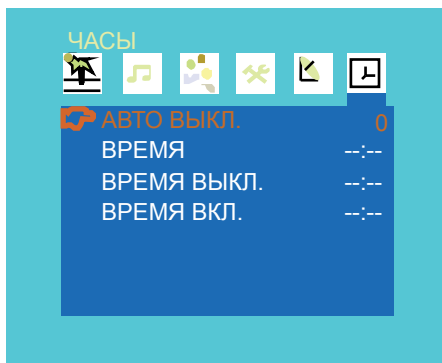 ЧАСЫ
АВТО ВЫКЛ. 0
ВРЕМЯ --:--
ВРЕМЯ ВЫКЛ. --:--
ВРЕМЯ ВКЛ. --:--